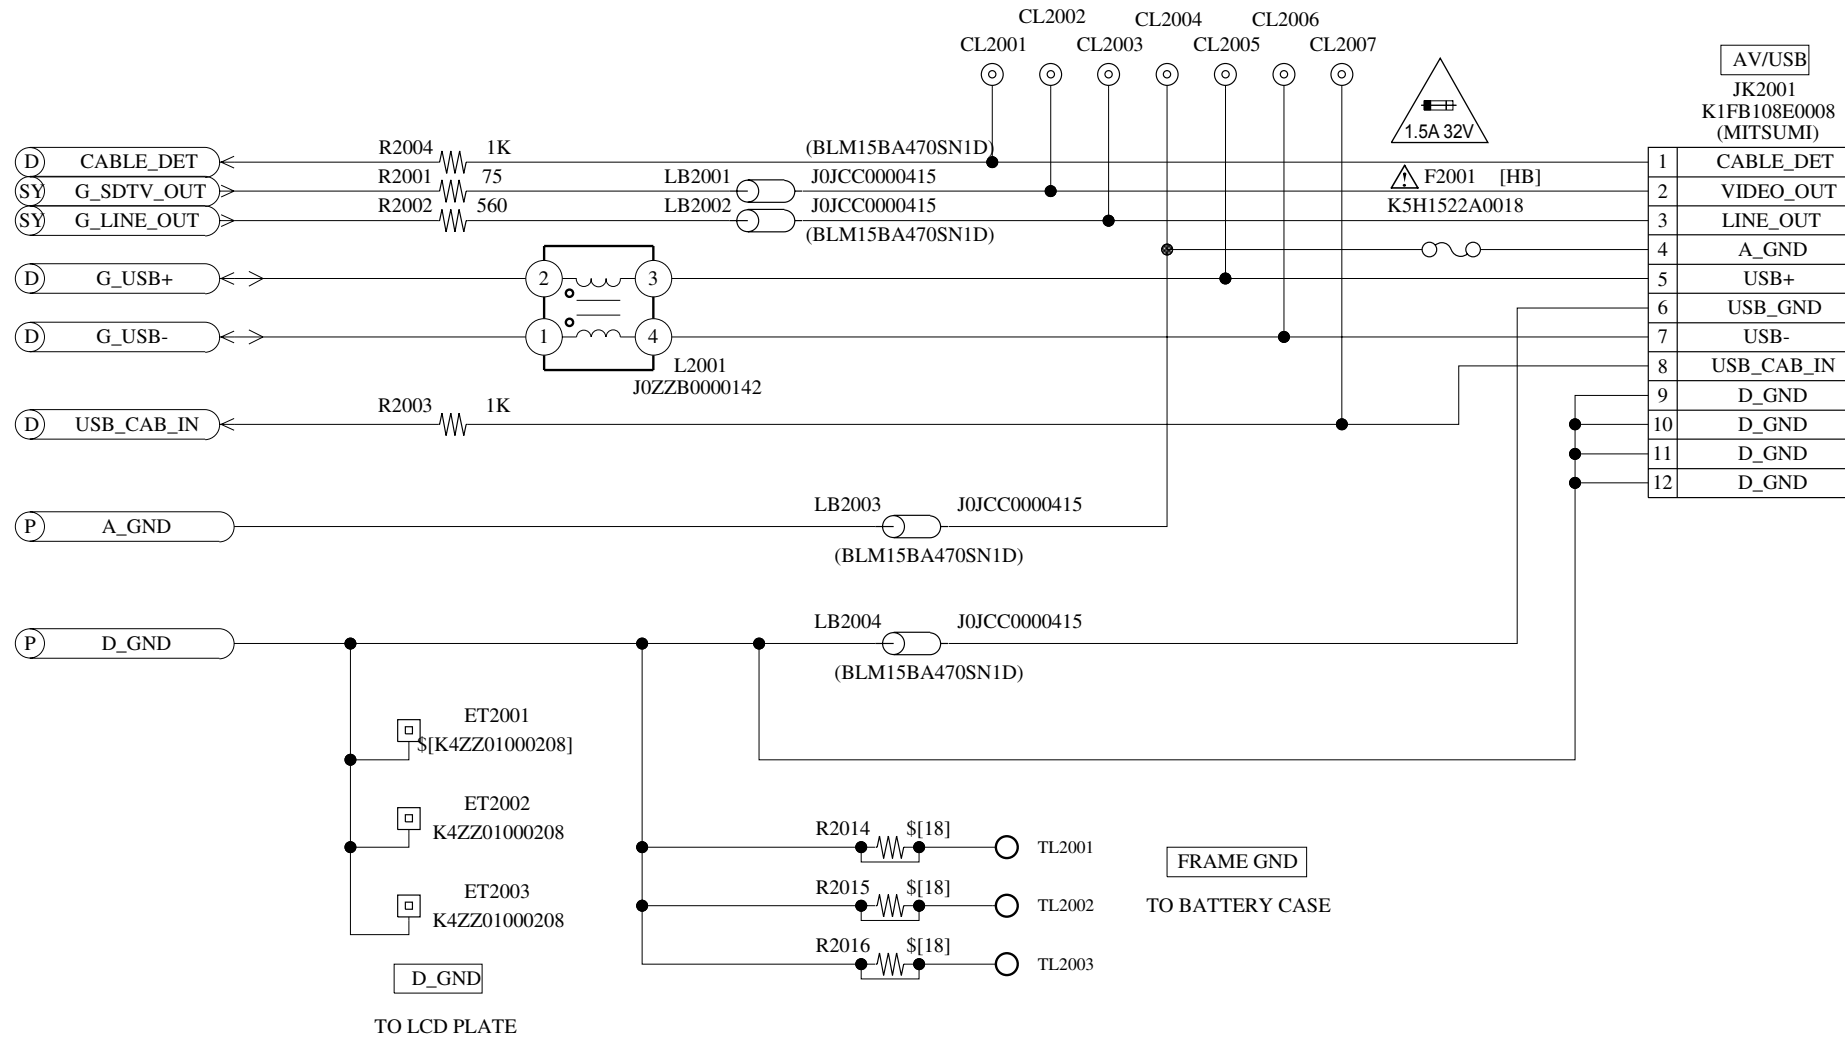 CL2002
CL2004
CL2006
CL2001
CL2003
CL2005
CL2007
AV/USB
JK2001
K1FB108E0008
(MITSUMI)
1.5A 32V
D CABLE_DET
R2004 1K
(BLM15BA470SN1D)
1 CABLE_DET
SY G_SDTV_OUT
R2001 75
LB2001 J0JCC0000415
F2001 [HB]
2 VIDEO_OUT
SY G_LINE_OUT
R2002 560
LB2002 J0JCC0000415
K5H1522A0018
3 LINE_OUT
(BLM15BA470SN1D)
4 A_GND
D G_USB+
2 3
5 USB+
6 USB_GND
D G_USB-
1 4
7 USB-
L2001
J0ZZB0000142
8 USB_CAB_IN
9 D_GND
D USB_CAB_IN
R2003 1K
10 D_GND
11 D_GND
12 D_GND
P A_GND
LB2003 J0JCC0000415
(BLM15BA470SN1D)
P D_GND
LB2004 J0JCC0000415
(BLM15BA470SN1D)
ET2001
$[K4ZZ01000208]
ET2002
K4ZZ01000208
ET2003
K4ZZ01000208
D_GND
TO LCD PLATE
R2014 $[18]
TL2001
R2015 $[18]
TL2002
R2016 $[18]
TL2003
FRAME GND
TO BATTERY CASE